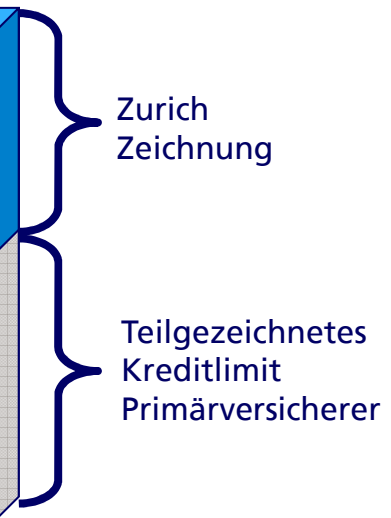 Zurich
Zeichnung
Teilgezeichnetes
Kreditlimit
Primärversicherer